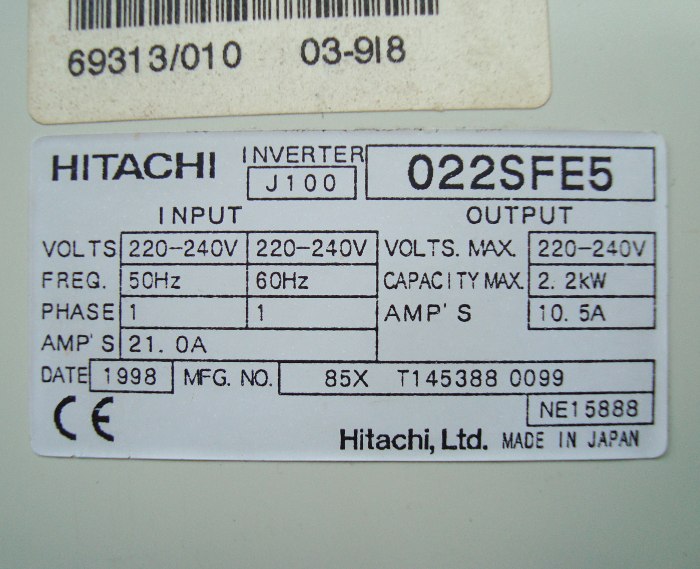 69313/010 03-9I8
HITACHI INVERTER J100 022SFE5
INPUT OUTPUT
VOLTS 220-240V 220-240V VOLTS. MAX. 220-240V
FREQ. 50Hz 60Hz CAPACITY MAX. 2.2kW
PHASE 1 1 AMP'S 10.5A
AMP'S 21.0A
DATE 1998 MFG. NO. 85X T145388 0099
NE15888
CE Hitachi, Ltd. MADE IN JAPAN